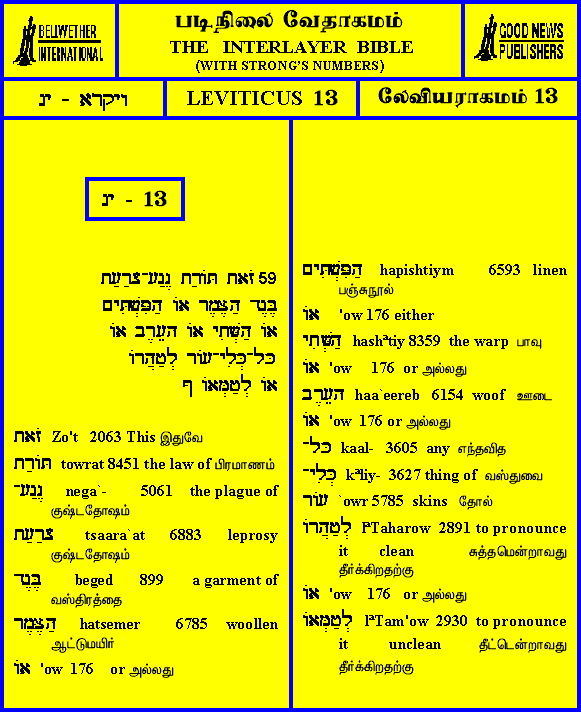 BELLWETHER
INTERNATIONAL
படிநிலை வேதாகமம்
THE INTERLAYER BIBLE
(WITH STRONG'S NUMBERS)
GOOD NEWS
PUBLISHERS
ויקרא - יג
LEVITICUS 13
லேவியராகமம் 13
יג - 13
59 זֹאת תּוֹרַת נֶגַע־צָרַעַת
בֶּגֶד הַצֶּמֶר אוֹ הַפִּשְׁתִּים
אוֹ הַשְּׁתִי אוֹ הָעֵרֶב אוֹ
כָּל־כְּלִי־עוֹר לְטַהֲרוֹ
אוֹ לְטַמְּאוֹ ף
זֹאת Zo't 2063 This இதுவே
תּוֹרַת towrat 8451 the law of பிரமாணம்
נֶגַע־ nega`- 5061 the plague of
குஷ்டதோஷம்
צָרַעַת tsaara`at 6883 leprosy
குஷ்டதோஷம்
בֶּגֶד beged 899 a garment of
வஸ்திரத்தை
הַצֶּמֶר hatsemer 6785 woollen
ஆட்டுமயிர்
אוֹ 'ow 176 or அல்லது
הַפִּשְׁתִּים hapishtiym 6593 linen
பஞ்சுநூல்
אוֹ 'ow 176 either
הַשְּׁתִי hashªtiy 8359 the warp பாவு
אוֹ 'ow 176 or அல்லது
הָעֵרֶב haa`eereb 6154 woof ஊடை
אוֹ 'ow 176 or அல்லது
כָּל־ kaal- 3605 any எந்தவித
כְּלִי־ kªliy- 3627 thing of வஸ்துவை
עוֹר `owr 5785 skins தோல்
לְטַהֲרוֹ lªTaharow 2891 to pronounce
it clean சுத்தமென்றாவது
தீர்க்கிறதற்கு
אוֹ 'ow 176 or அல்லது
לְטַמְּאוֹ lªTam'ow 2930 to pronounce
it unclean தீட்டென்றாவது
தீர்க்கிறதற்கு